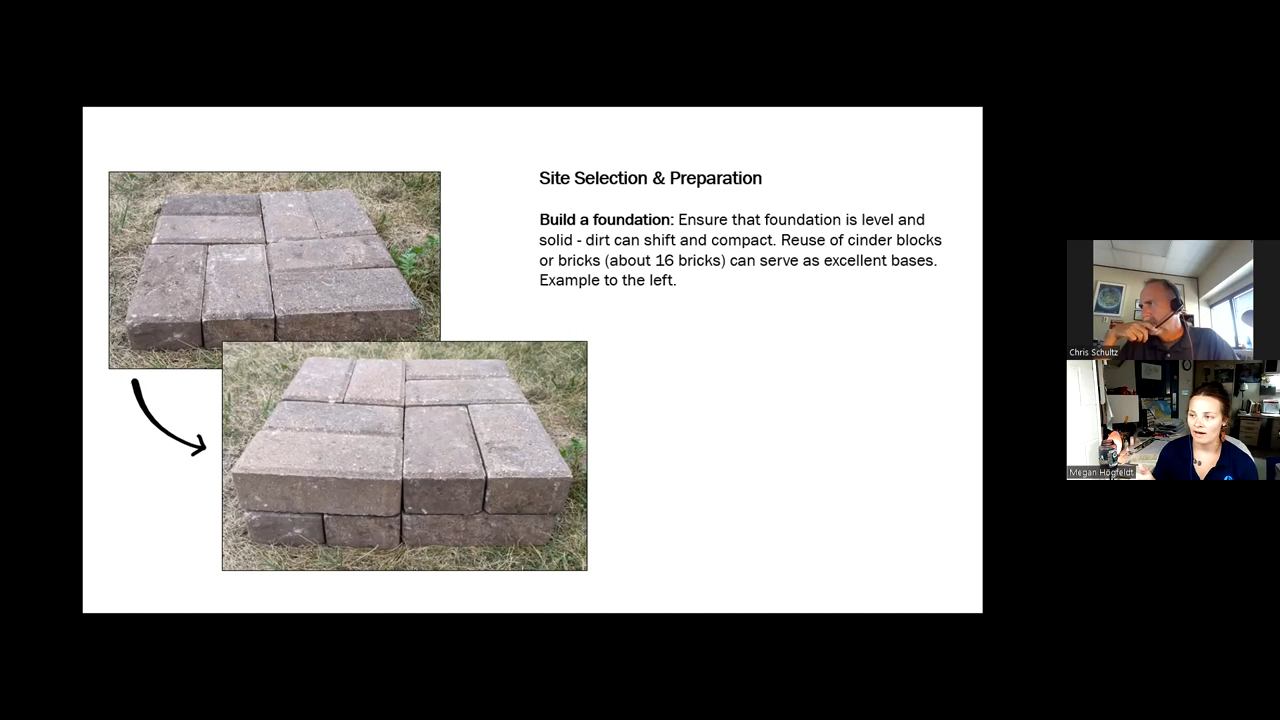 Site Selection & Preparation
Build a foundation: Ensure that foundation is level and
solid - dirt can shift and compact. Reuse of cinder blocks
or bricks (about 16 bricks) can serve as excellent bases.
Example to the left.
Chris Schultz
Megan Hogfeldt